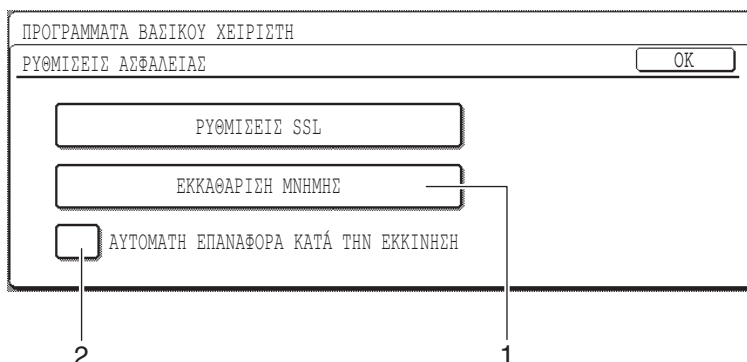 ΠΡΟΓΡΑΜΜΑΤΑ ΒΑΣΙΚΟΥ ΧΕΙΡΙΣΤΗ
ΡΥΘΜΙΣΕΙΣ ΑΣΦΑΛΕΙΑΣ
OK
ΡΥΘΜΙΣΕΙΣ SSL
ΕΚΚΑΘΑΡΙΣΗ ΜΝΗΜΗΣ
ΑΥΤΟΜΑΤΗ ΕΠΑΝΑΦΟΡΑ ΚΑΤΆ ΤΗΝ ΕΚΚΙΝΗΣΗ
2
1